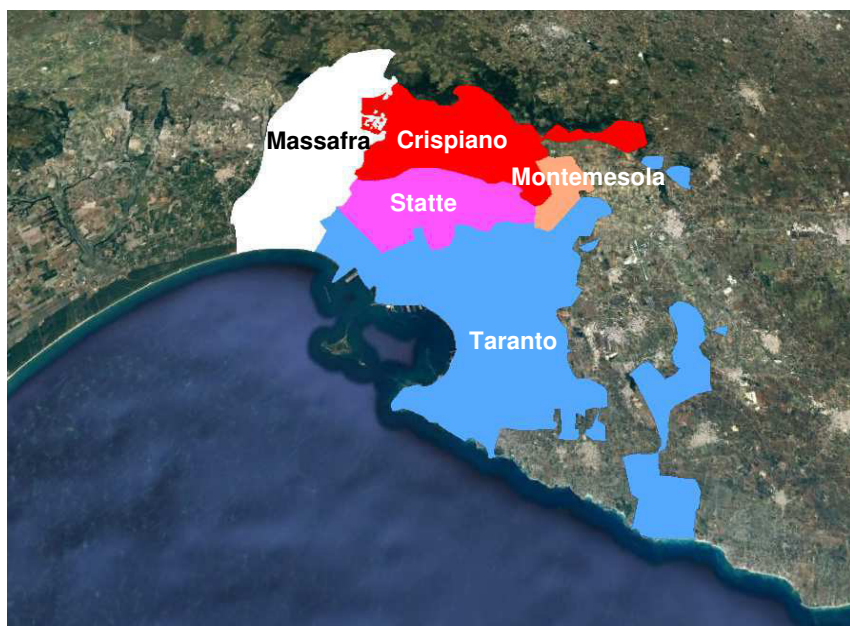 Massafra
Crispiano
Montemesola
Statte
Taranto